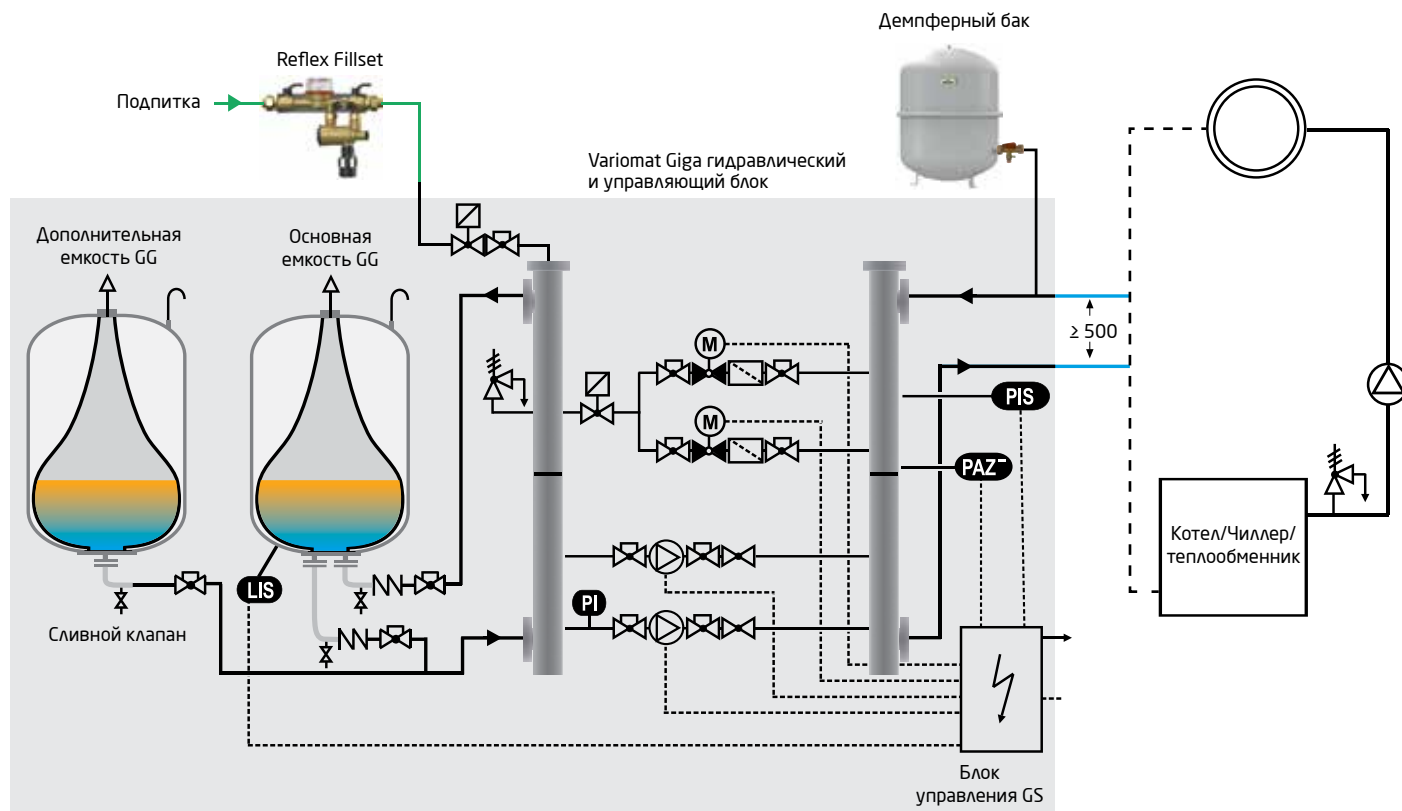 Демпферный бак
Reflex Fillset
Подпитка
Variomat Giga гидравлический
и управляющий блок
Дополнительная
емкость GG
Основная
емкость GG
≥ 500
M
PIS
M
PAZ⁻
Котел/Чиллер/
теплообменник
LIS
PI
Сливной клапан
Блок
управления GS